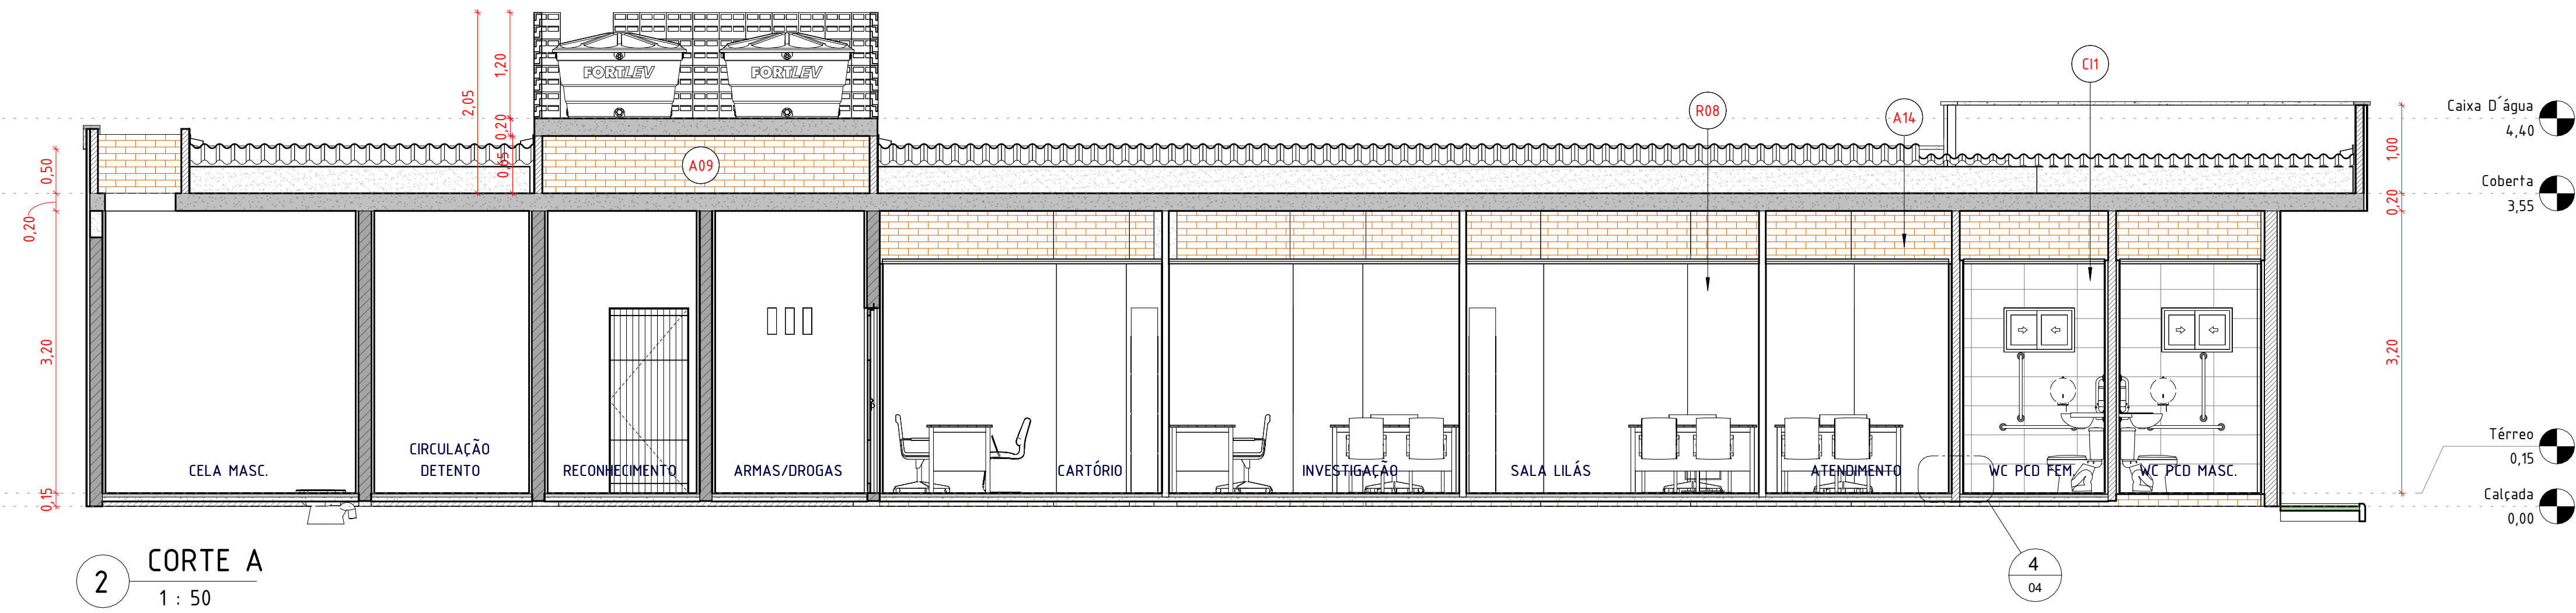 1,20
2,05
FORTLEV
FORTLEV
CI1
R08
A14
Caixa D´água
4,40
0,20
0,65
A09
0,50
1,00
Coberta
3,55
0,20
0,20
3,20
3,20
CIRCULAÇÃO
DETENTO
CELA MASC.
RECONHECIMENTO
ARMAS/DROGAS
CARTÓRIO
INVESTIGAÇÃO
SALA LILÁS
ATENDIMENTO
WC PCD FEM.
WC PCD MASC.
Térreo
0,15
0,15
Calçada
0,00
2
CORTE A
1 : 50
4
04